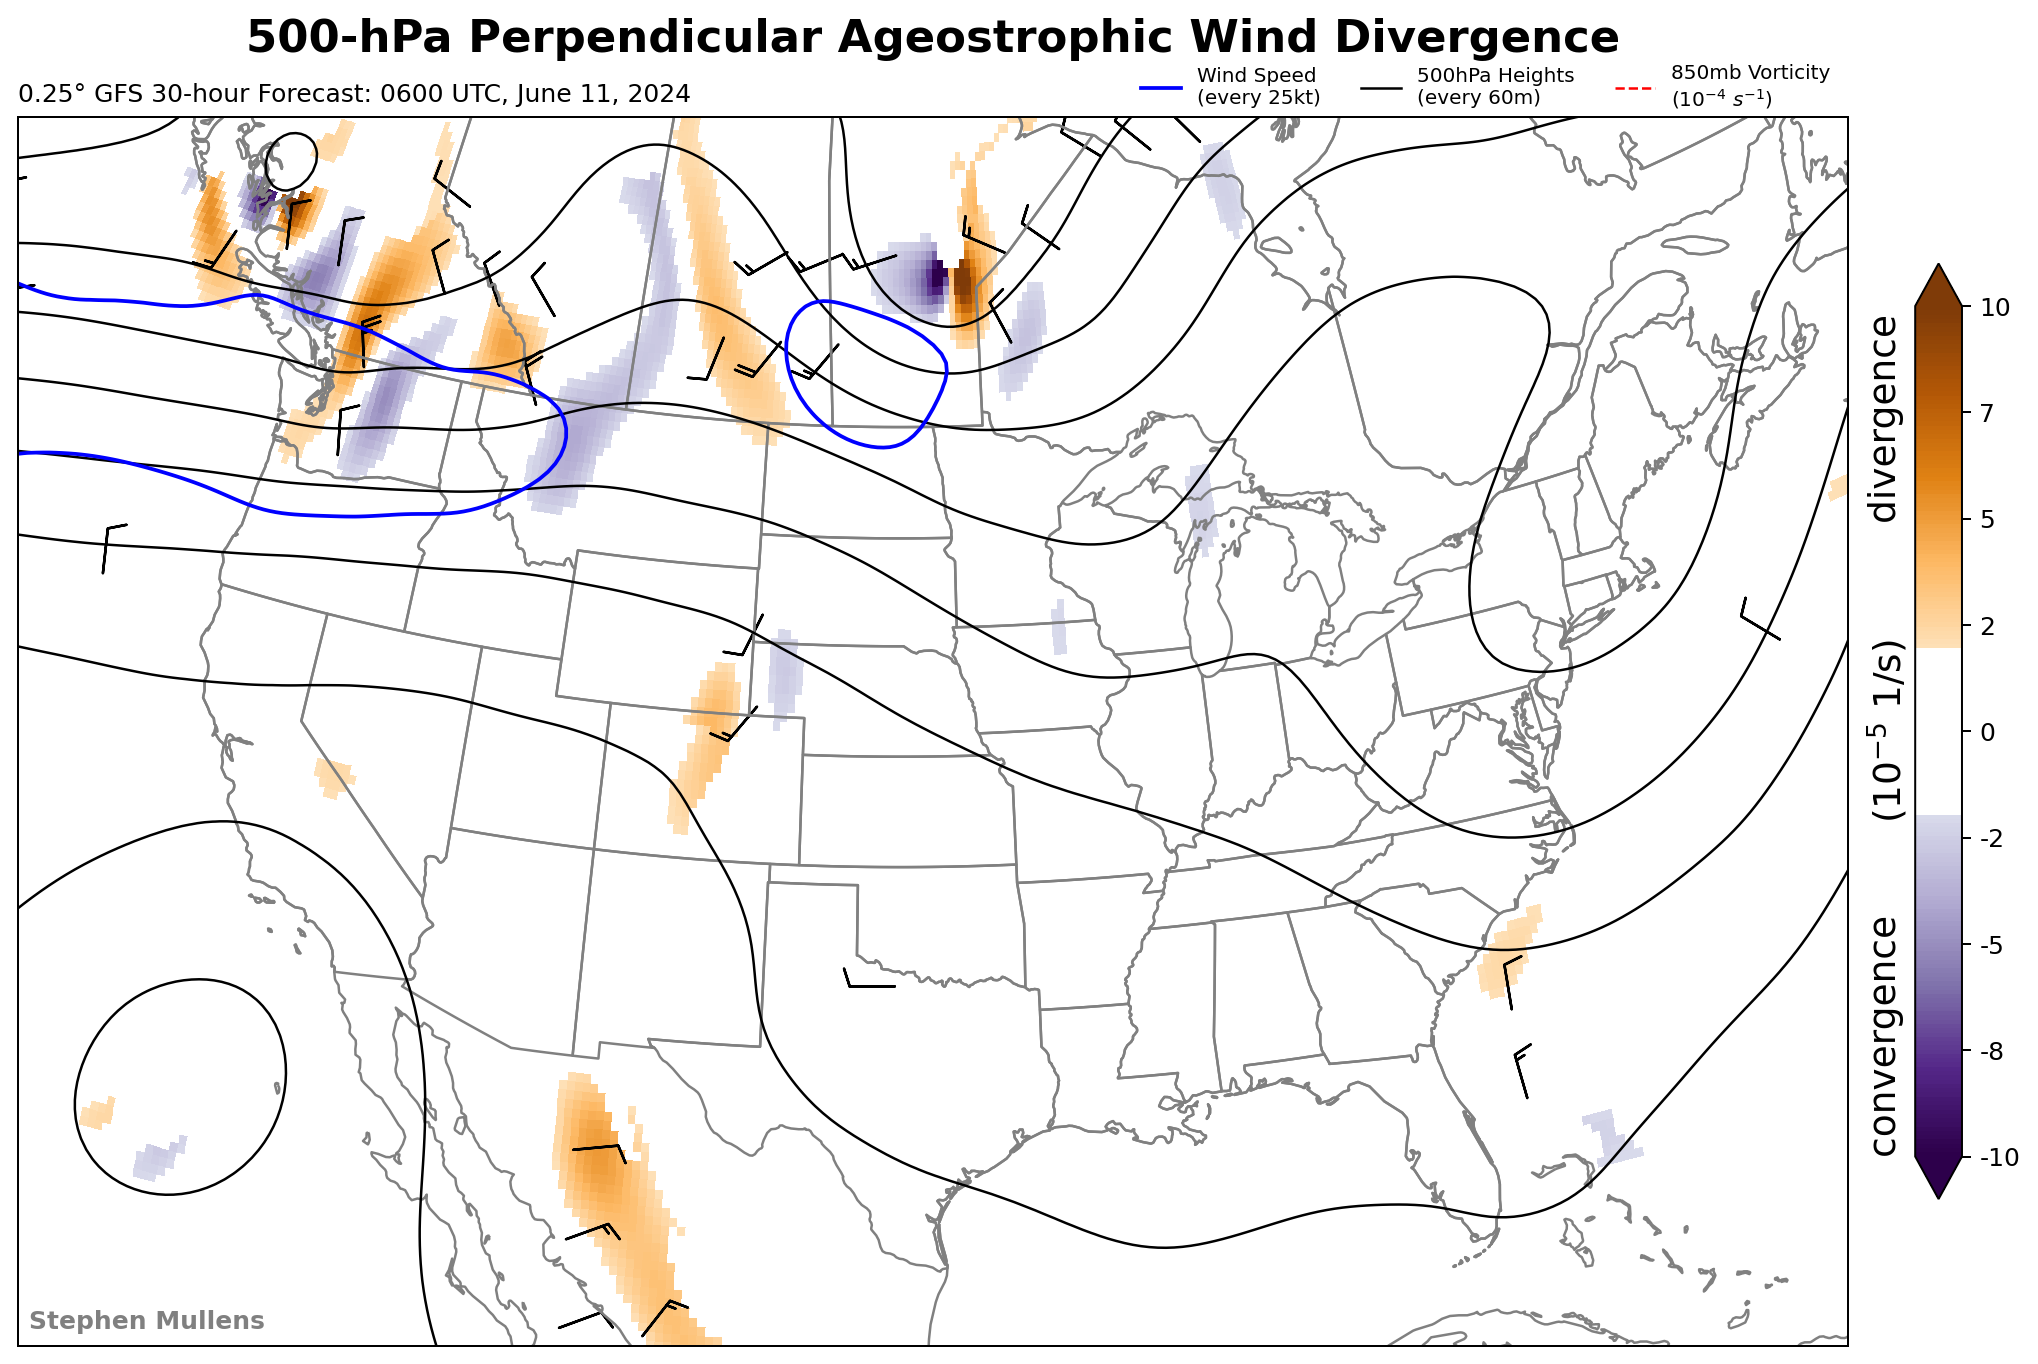 500-hPa Perpendicular Ageostrophic Wind Divergence
0.25° GFS 30-hour Forecast: 0600 UTC, June 11, 2024
Wind Speed
(every 25kt)
500hPa Heights
(every 60m)
850mb Vorticity
(10⁻⁴ s⁻¹)
10
7
5
2
0
-2
-5
-8
-10
convergence (10⁻⁵ 1/s) divergence
Stephen Mullens